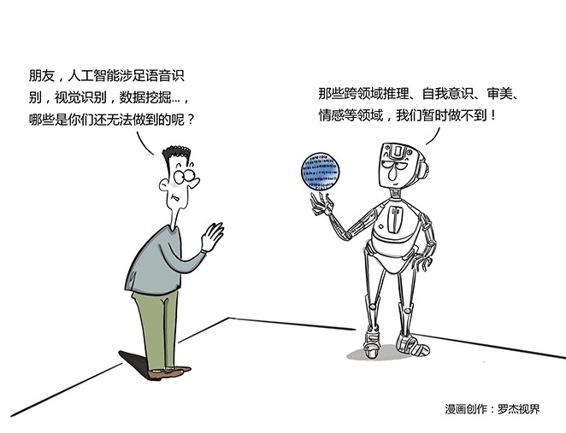 朋友，人工智能涉足语音识
别，视觉识别，数据挖掘...，
哪些是你们还无法做到的呢？
那些跨领域推理、自我意识、审美、
情感等领域，我们暂时做不到！
漫画创作：罗杰视界